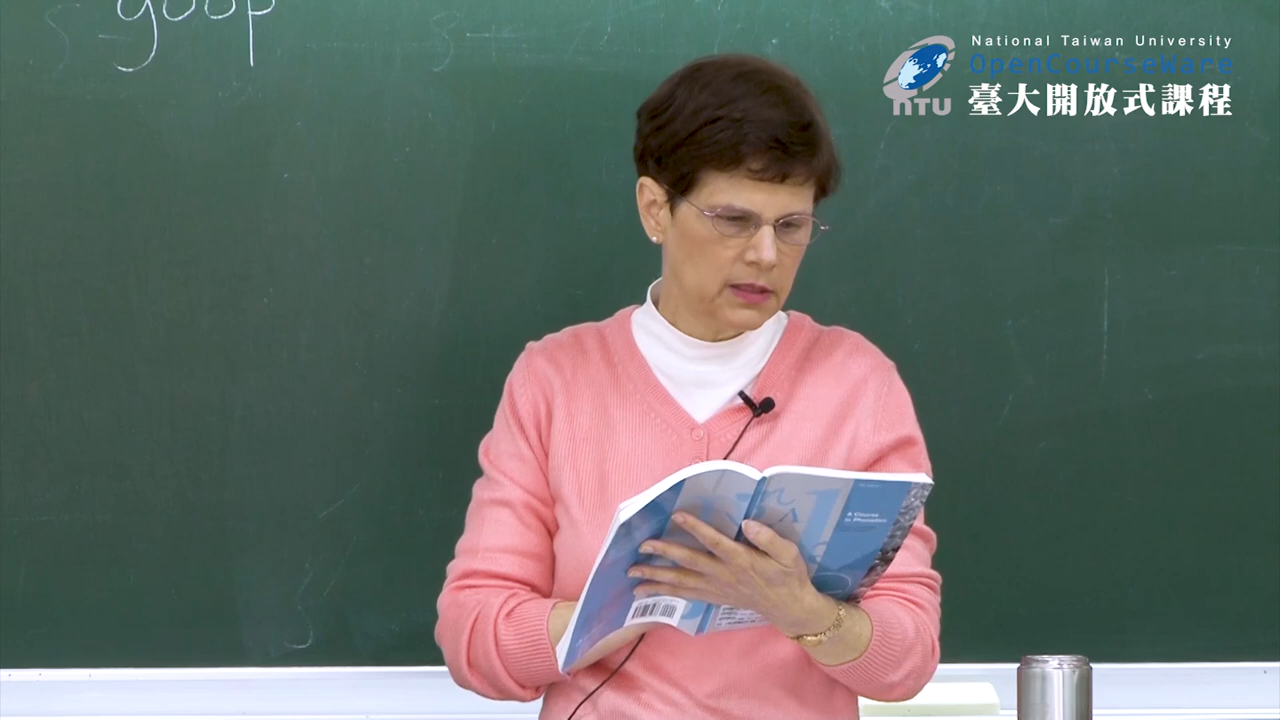 goop
National Taiwan University
OpenCourseWare
NTU
臺大開放式課程
A Course
in Phonetics